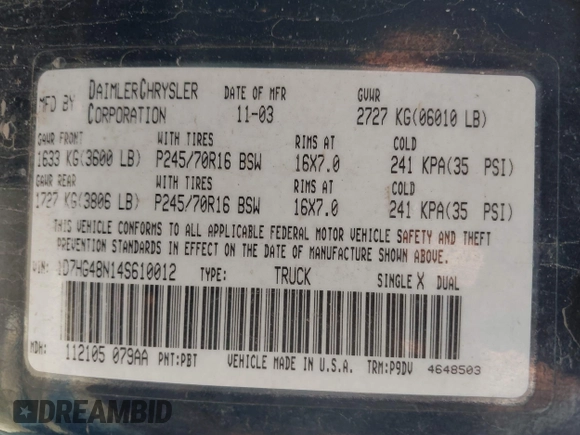 MFD BY DAIMLERCHRYSLER CORPORATION DATE OF MFR 11-03 GVWR 2727 KG(06010 LB)
GAWR FRONT WITH TIRES RIMS AT COLD
1633 KG(3600 LB) P245/70R16 BSW 16X7.0 241 KPA(35 PSI)
GAWR REAR WITH TIRES RIMS AT COLD
1727 KG(3806 LB) P245/70R16 BSW 16X7.0 241 KPA(35 PSI)
THIS VEHICLE CONFORMS TO ALL APPLICABLE FEDERAL MOTOR VEHICLE SAFETY AND THEFT
PREVENTION STANDARDS IN EFFECT ON THE DATE OF MANUFACTURE SHOWN ABOVE.
VIN: 1D7HG48N14S610012 TYPE: TRUCK SINGLE X DUAL
MDH: 112105 079AA PNT:PBT VEHICLE MADE IN U.S.A. TRM:P9DV 4648503
DREAMBID